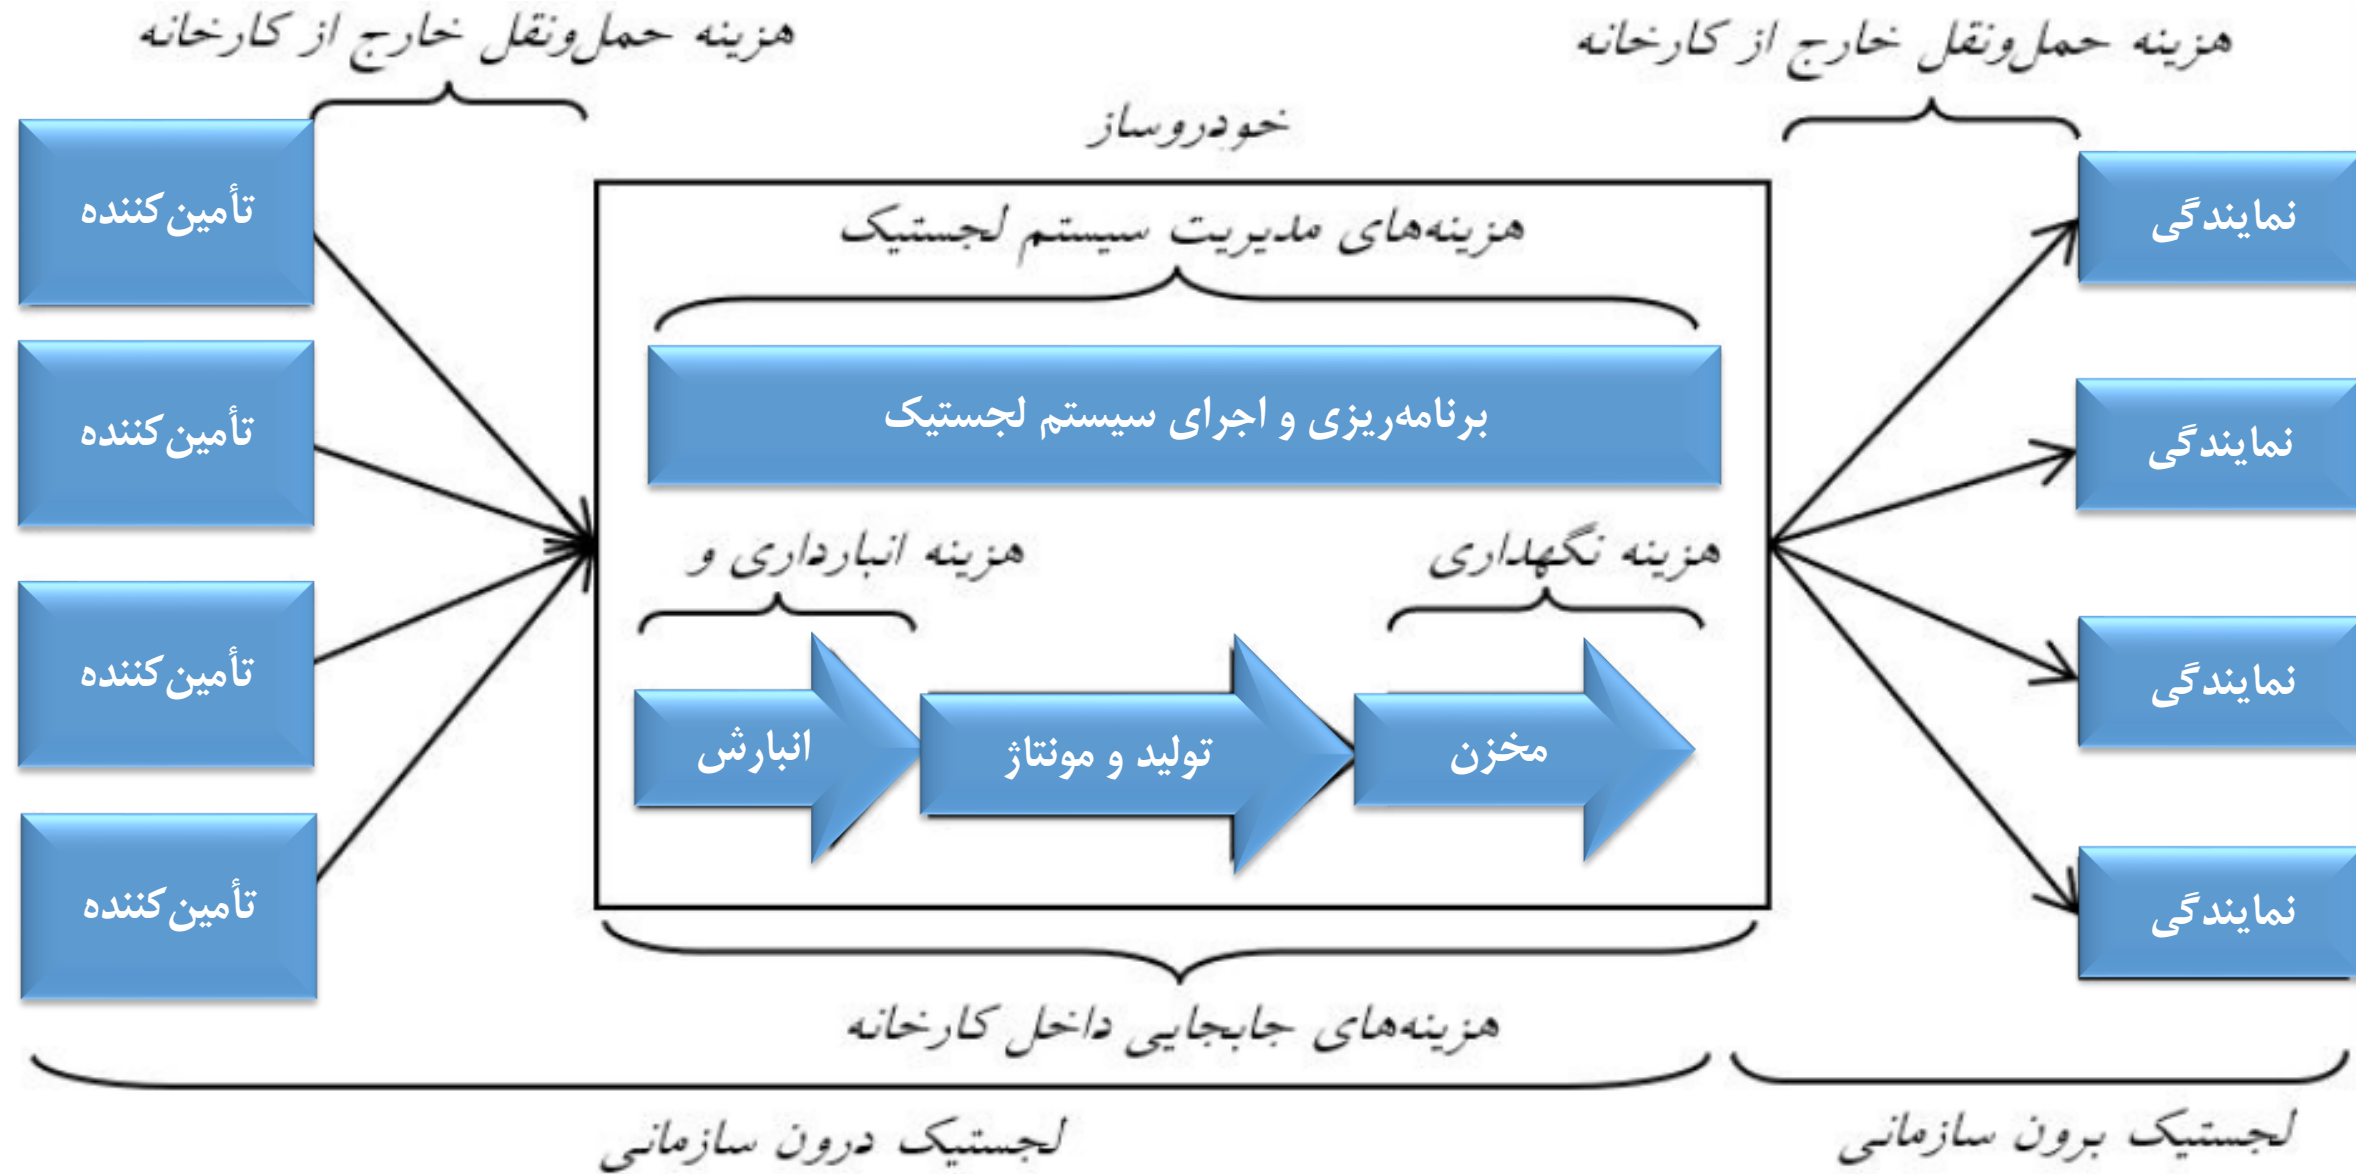 هزینه حمل‌ونقل خارج از کارخانه
هزینه حمل‌ونقل خارج از کارخانه
خودروساز
تأمین‌کننده
تأمین‌کننده
تأمین‌کننده
تأمین‌کننده
هزینه‌های مدیریت سیستم لجستیک
برنامه‌ریزی و اجرای سیستم لجستیک
هزینه انبارداری و
هزینه نگهداری
انبارش
تولید و مونتاژ
مخزن
نمایندگی
نمایندگی
نمایندگی
نمایندگی
هزینه‌های جابجایی داخل کارخانه
لجستیک درون سازمانی
لجستیک برون سازمانی